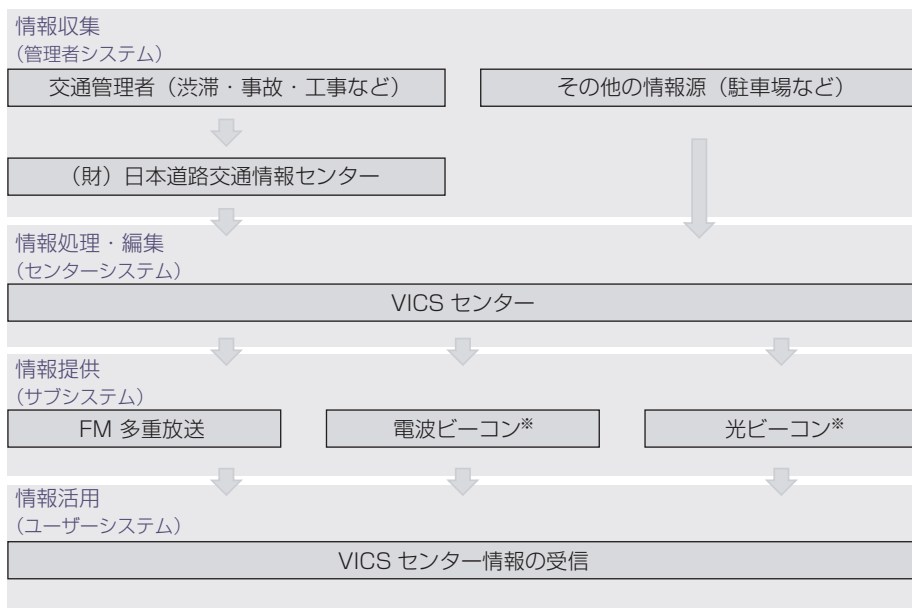 情報収集
（管理者システム）
交通管理者（渋滞・事故・工事など）
その他の情報源（駐車場など）
（財）日本道路交通情報センター
情報処理・編集
（センターシステム）
VICS センター
情報提供
（サブシステム）
FM 多重放送
電波ビーコン※
光ビーコン※
情報活用
（ユーザーシステム）
VICS センター情報の受信